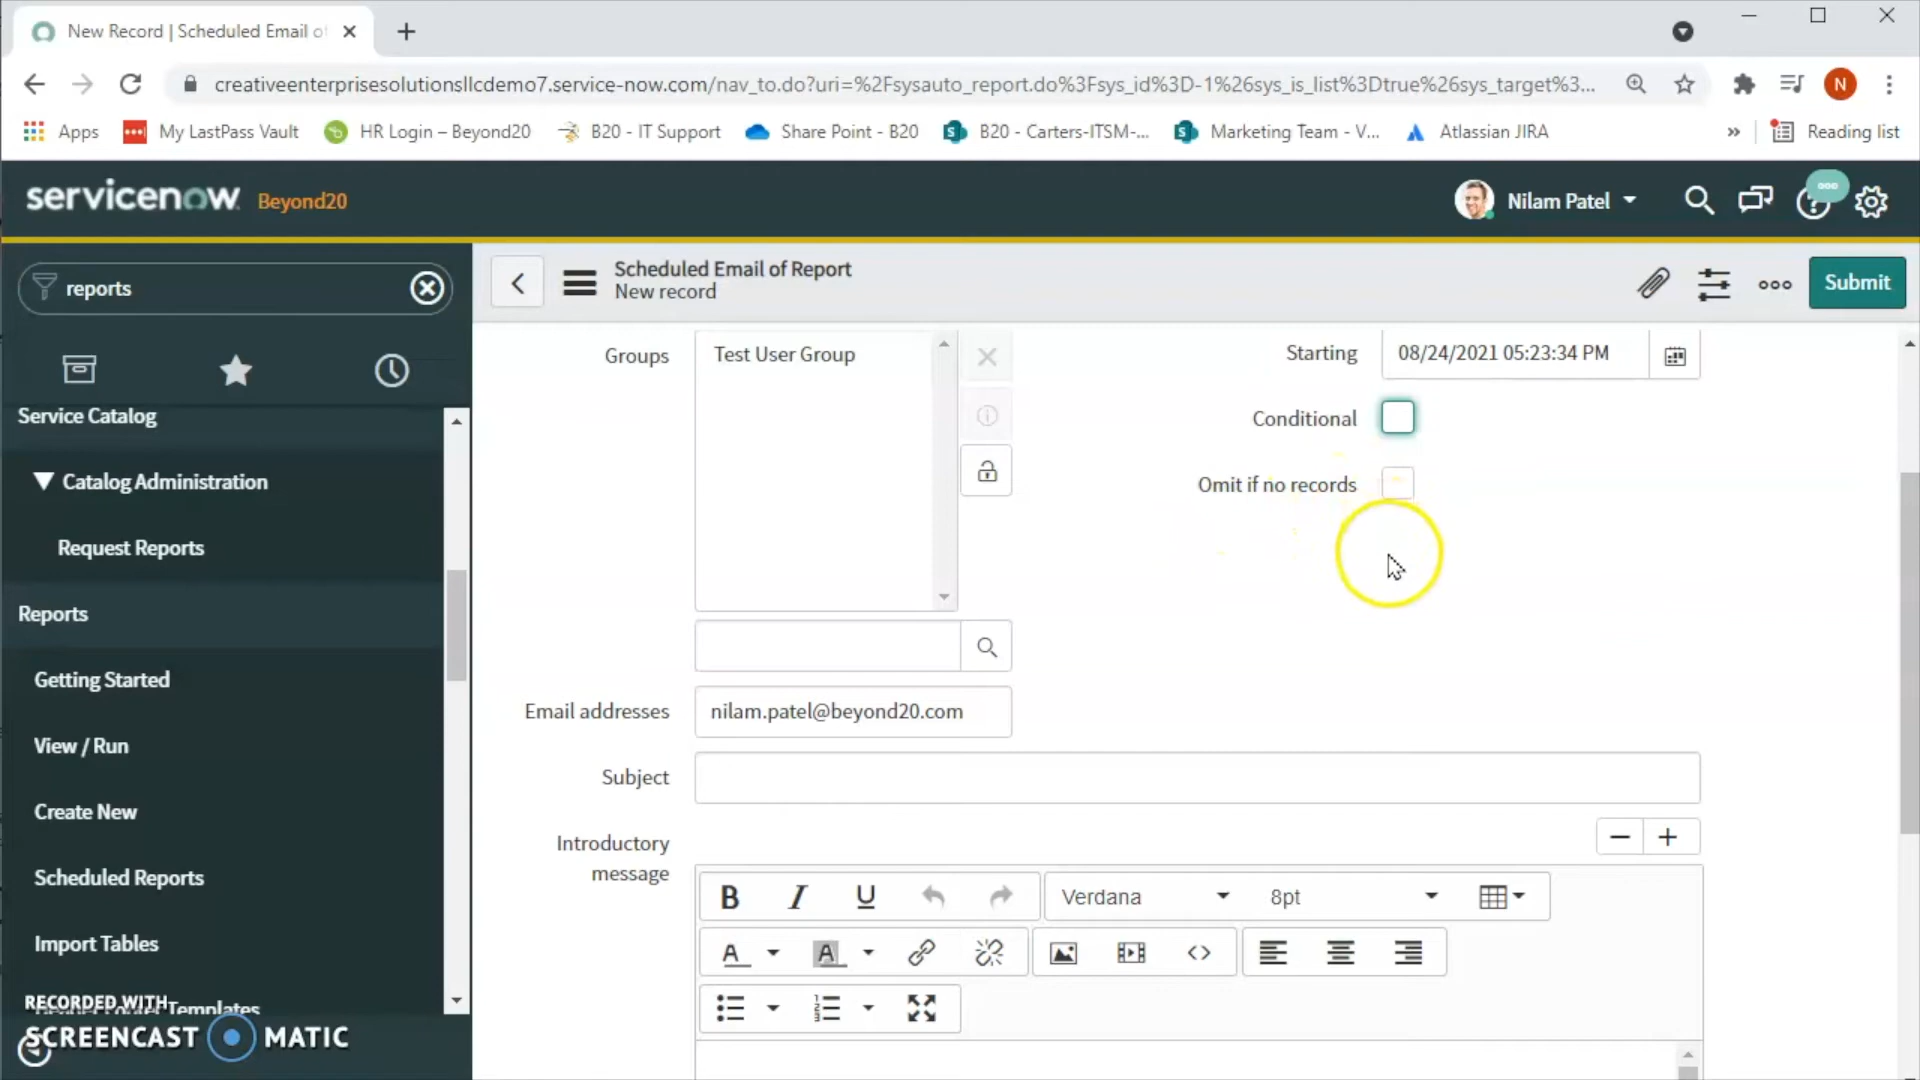 New Record | Scheduled Email of
creativeenterprisesolutionsllcdemo7.service-now.com/nav_to.do?uri=%2Fsysauto_report.do%3Fsys_id%3D-1%26sys_is_list%3Dtrue%26sys_target%3...
N
Apps
My LastPass Vault
HR Login – Beyond20
B20 - IT Support
Share Point - B20
B20 - Carters-ITSM-...
Marketing Team - V...
Atlassian JIRA
»
Reading list
servicenow
Beyond20
Nilam Patel
reports
Scheduled Email of Report
New record
Submit
Service Catalog
Catalog Administration
Request Reports
Reports
Getting Started
View / Run
Create New
Scheduled Reports
Import Tables
Templates
Groups
Test User Group
Starting
08/24/2021 05:23:34 PM
Conditional
Omit if no records
Email addresses
nilam.patel@beyond20.com
Subject
Introductory
message
B I U
Verdana
8pt
A A
RECORDED WITH
SCREENCAST MATIC